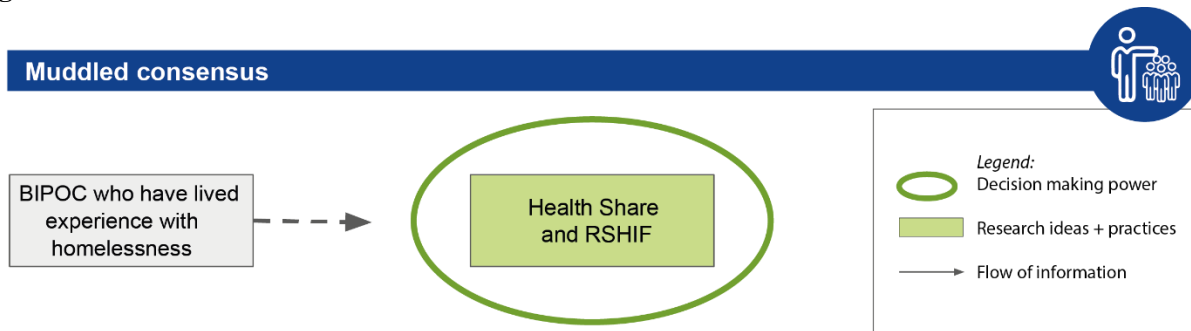 Muddled consensus
BIPOC who have lived
experience with
homelessness
Health Share
and RSHIF
Legend:
Decision making power
Research ideas + practices
Flow of information